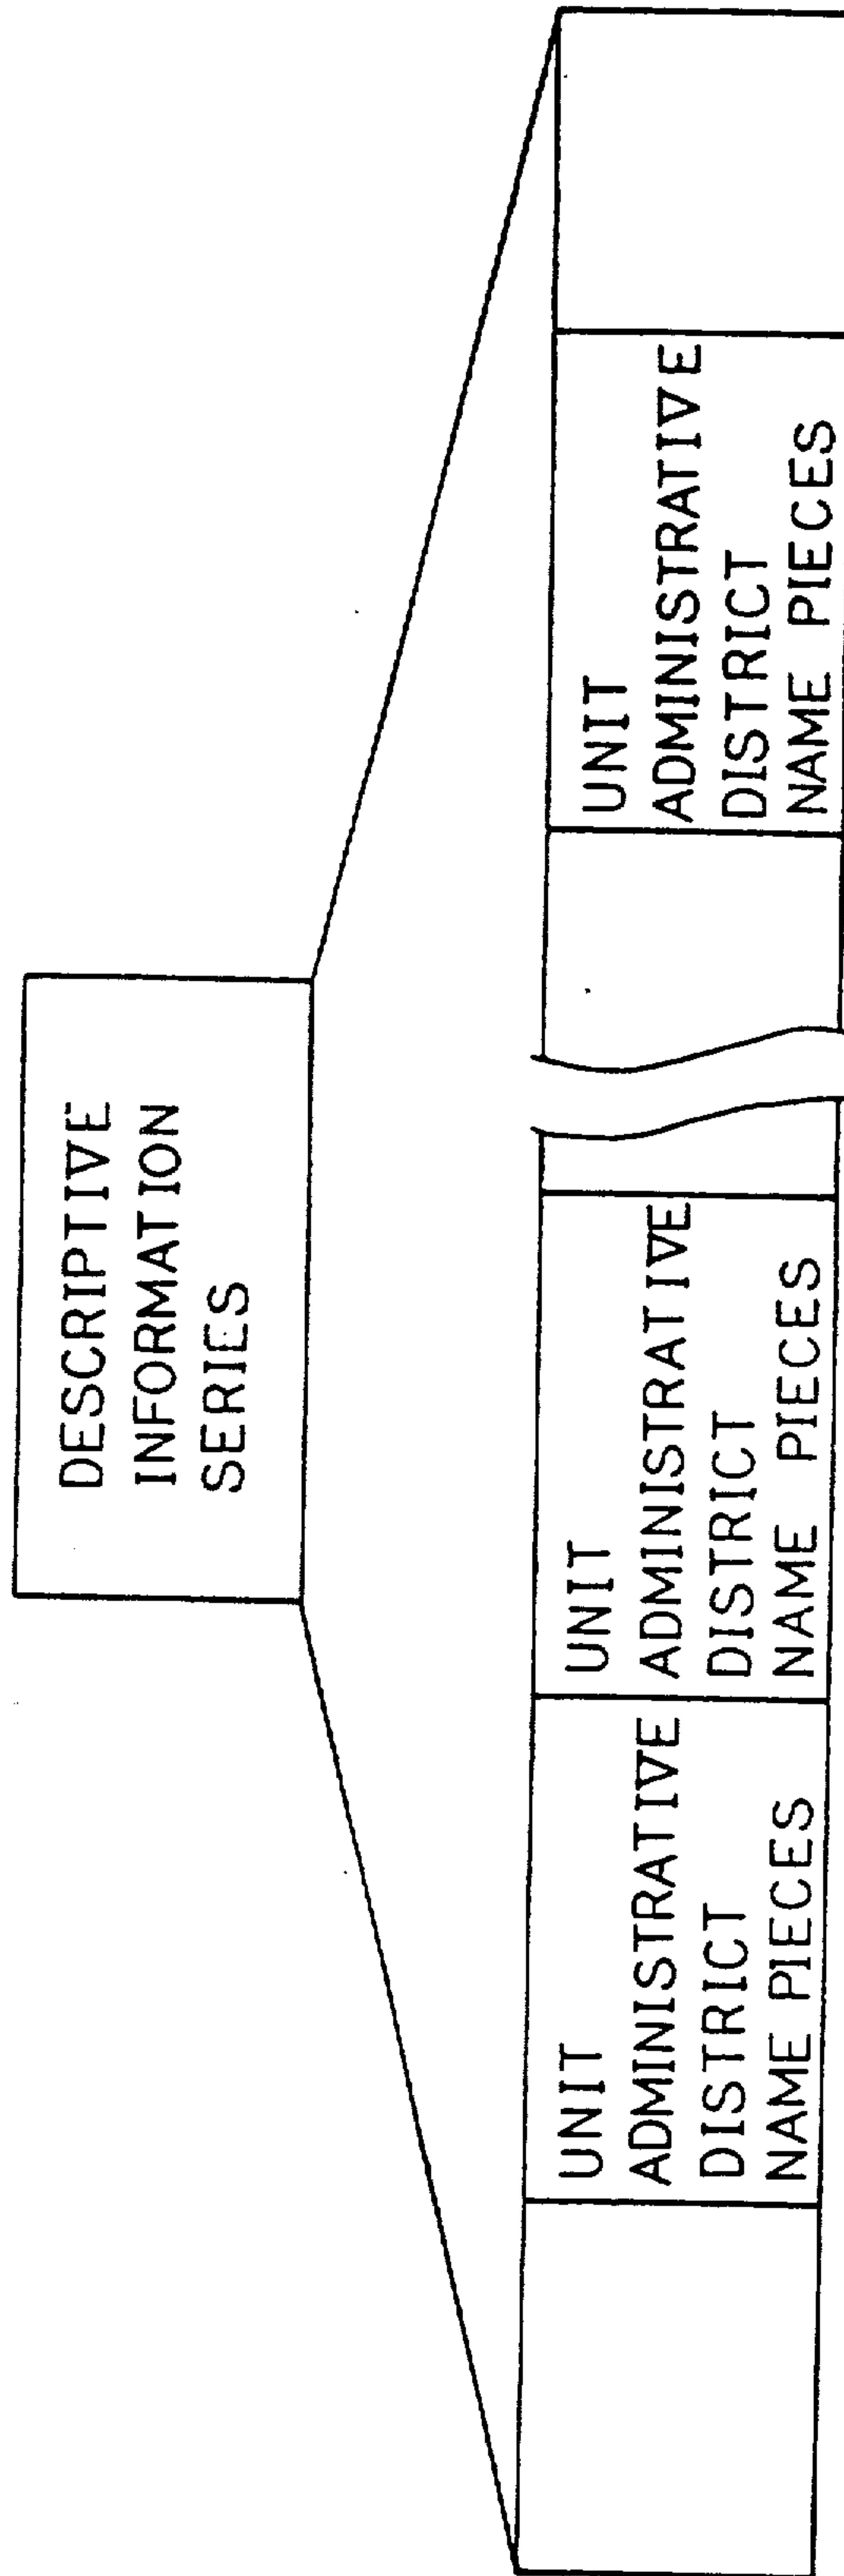 DESCRIPTIVE
INFORMATION
SERIES
UNIT
ADMINISTRATIVE
DISTRICT
NAME PIECES
UNIT
ADMINISTRATIVE
DISTRICT
NAME PIECES
UNIT
ADMINISTRATIVE
DISTRICT
NAME PIECES